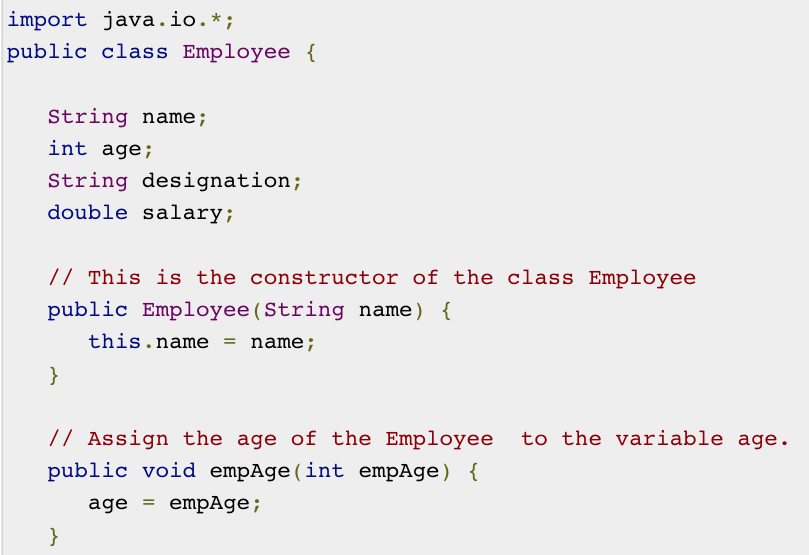 import java.io.*;
public class Employee {
String name;
int age;
String designation;
double salary;
// This is the constructor of the class Employee
public Employee(String name) {
this.name = name;
}
// Assign the age of the Employee  to the variable age.
public void empAge(int empAge) {
age = empAge;
}